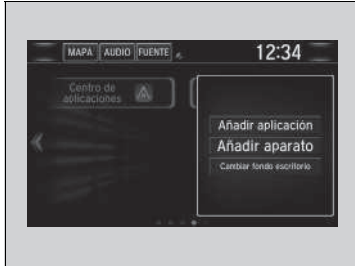 MAPA AUDIO FUENTE 12:34
Centro de
aplicaciones
Añadir aplicación
Añadir aparato
Cambiar fondo escritorio